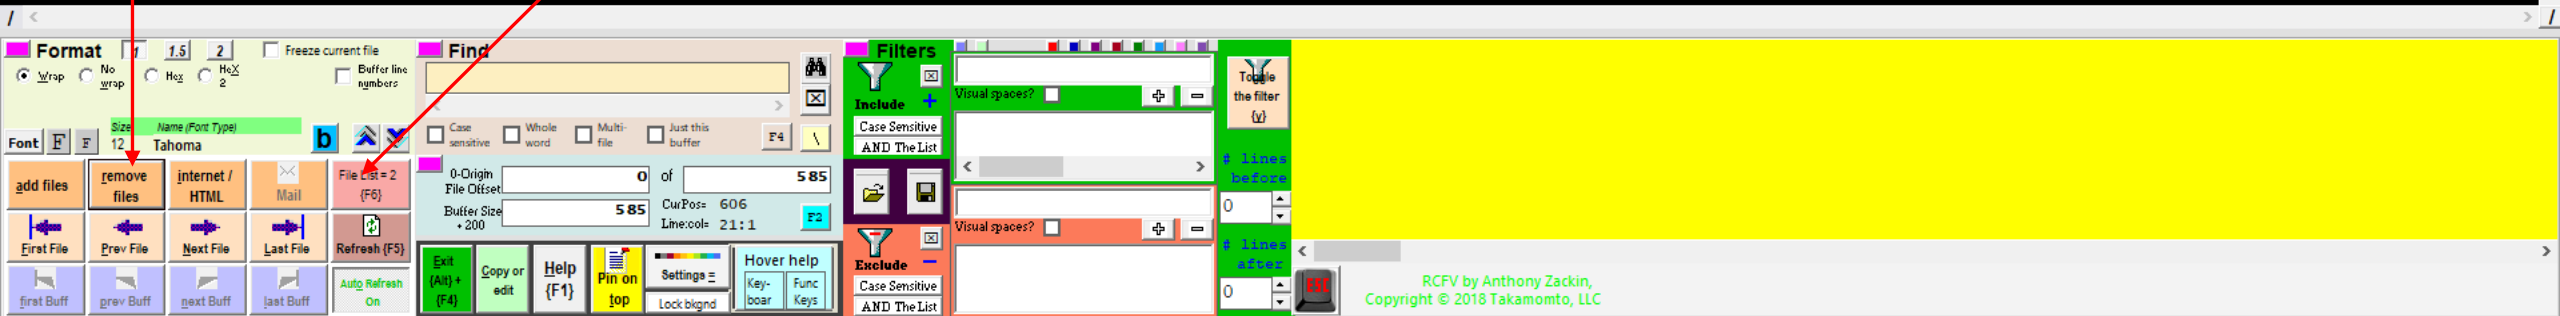 /
/
Format
1
1.5
2
Freeze current file
Wrap
No
wrap
Hex
HeX
2
Buffer line
numbers
Size
Name (Font Type)
Font
F
F
12
Tahoma
b
add files
remove
files
internet /
HTML
Mail
File List = 2
{F6}
First File
Prev File
Next File
Last File
Refresh {F5}
first Buff
prev Buff
next Buff
last Buff
Auto Refresh
On
Find
Case
sensitive
Whole
word
Multi-
file
Just this
buffer
F4
\
0-Origin
File Offset
0
of
585
Buffer Size
+200
585
CurPos= 606
Line:col= 21:1
F2
Exit
{Alt} +
{F4}
Copy or
edit
Help
{F1}
Pin on
top
Settings =
Lock bkgnd
Hover help
Key-
boar
Func
Keys
Filters
Include +
Case Sensitive
AND The List
Exclude −
Case Sensitive
AND The List
Visual spaces?
Visual spaces?
Toggle
the filter
{y}
# lines
before
0
# lines
after
0
ESC
RCFV by Anthony Zackin,
Copyright © 2018 Takamomto, LLC